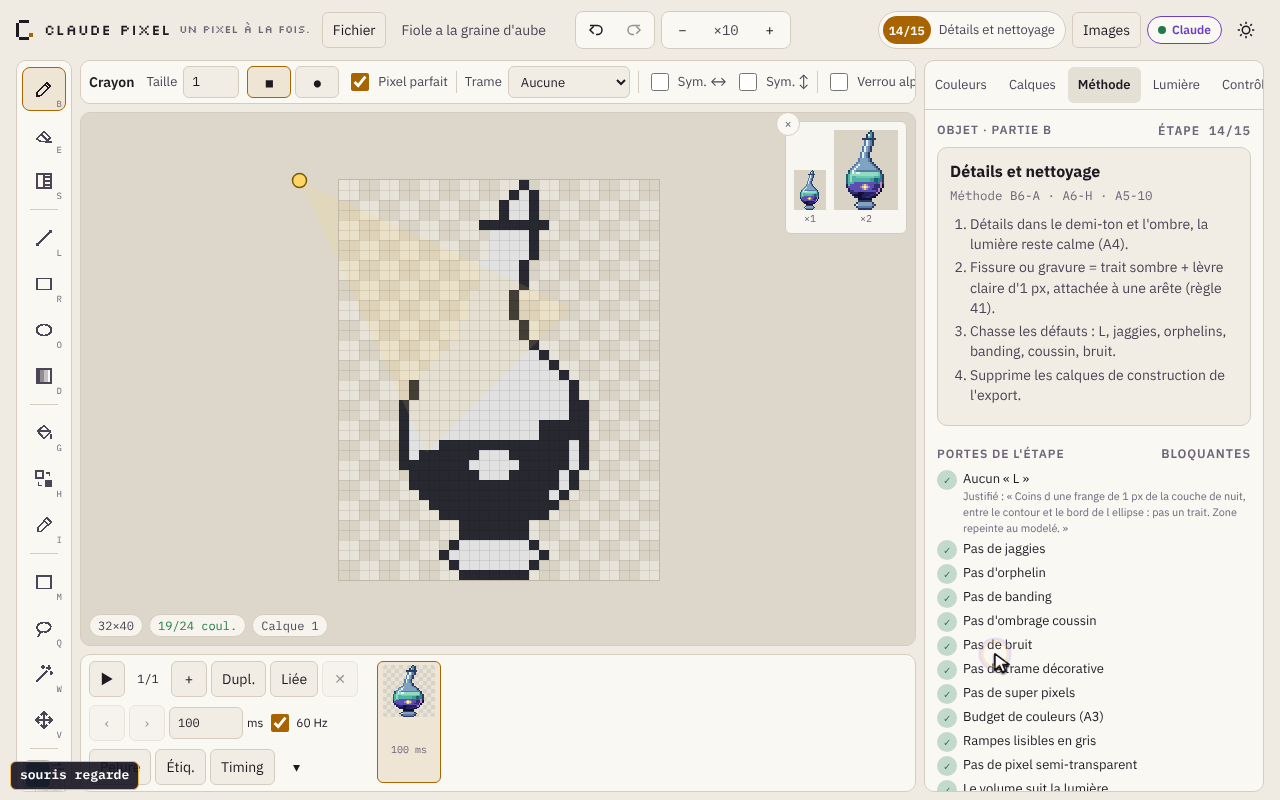 CLAUDE PIXEL UN PIXEL À LA FOIS. Fichier Fiole a la graine d'aube − ×10 + 14/15 Détails et nettoyage Images Claude
Crayon Taille 1 Pixel parfait Trame Aucune Sym. ↔ Sym. ↕ Verrou alp
Couleurs Calques Méthode Lumière Contrôl
B
E
S
L
R
O
D
G
H
I
M
Q
W
V
×1 ×2
32×40 19/24 coul. Calque 1
OBJET · PARTIE B ÉTAPE 14/15
Détails et nettoyage
Méthode B6-A · A6-H · A5-10
1. Détails dans le demi-ton et l'ombre, la
lumière reste calme (A4).
2. Fissure ou gravure = trait sombre + lèvre
claire d'1 px, attachée à une arête (règle
41).
3. Chasse les défauts : L, jaggies, orphelins,
banding, coussin, bruit.
4. Supprime les calques de construction de
l'export.
PORTES DE L'ÉTAPE BLOQUANTES
Aucun « L »
Justifié : « Coins d une frange de 1 px de la couche de nuit,
entre le contour et le bord de l ellipse : pas un trait. Zone
repeinte au modelé. »
Pas de jaggies
Pas d'orphelin
Pas de banding
Pas d'ombrage coussin
Pas de bruit
Pas de trame décorative
Pas de super pixels
Budget de couleurs (A3)
Rampes lisibles en gris
Pas de pixel semi-transparent
Le volume suit la lumière
1/1 + Dupl. Liée ×
100 ms 60 Hz
100 ms
Étiq. Timing
souris regarde